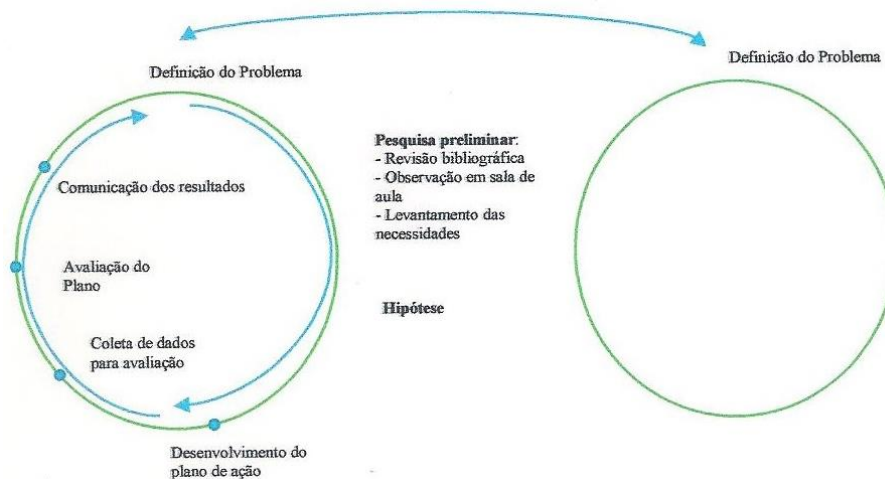 Definição do Problema
Definição do Problema
Pesquisa preliminar:
- Revisão bibliográfica
- Observação em sala de
aula
- Levantamento das
necessidades
Comunicação dos resultados
Avaliação do
Plano
Hipótese
Coleta de dados
para avaliação
Desenvolvimento do
plano de ação